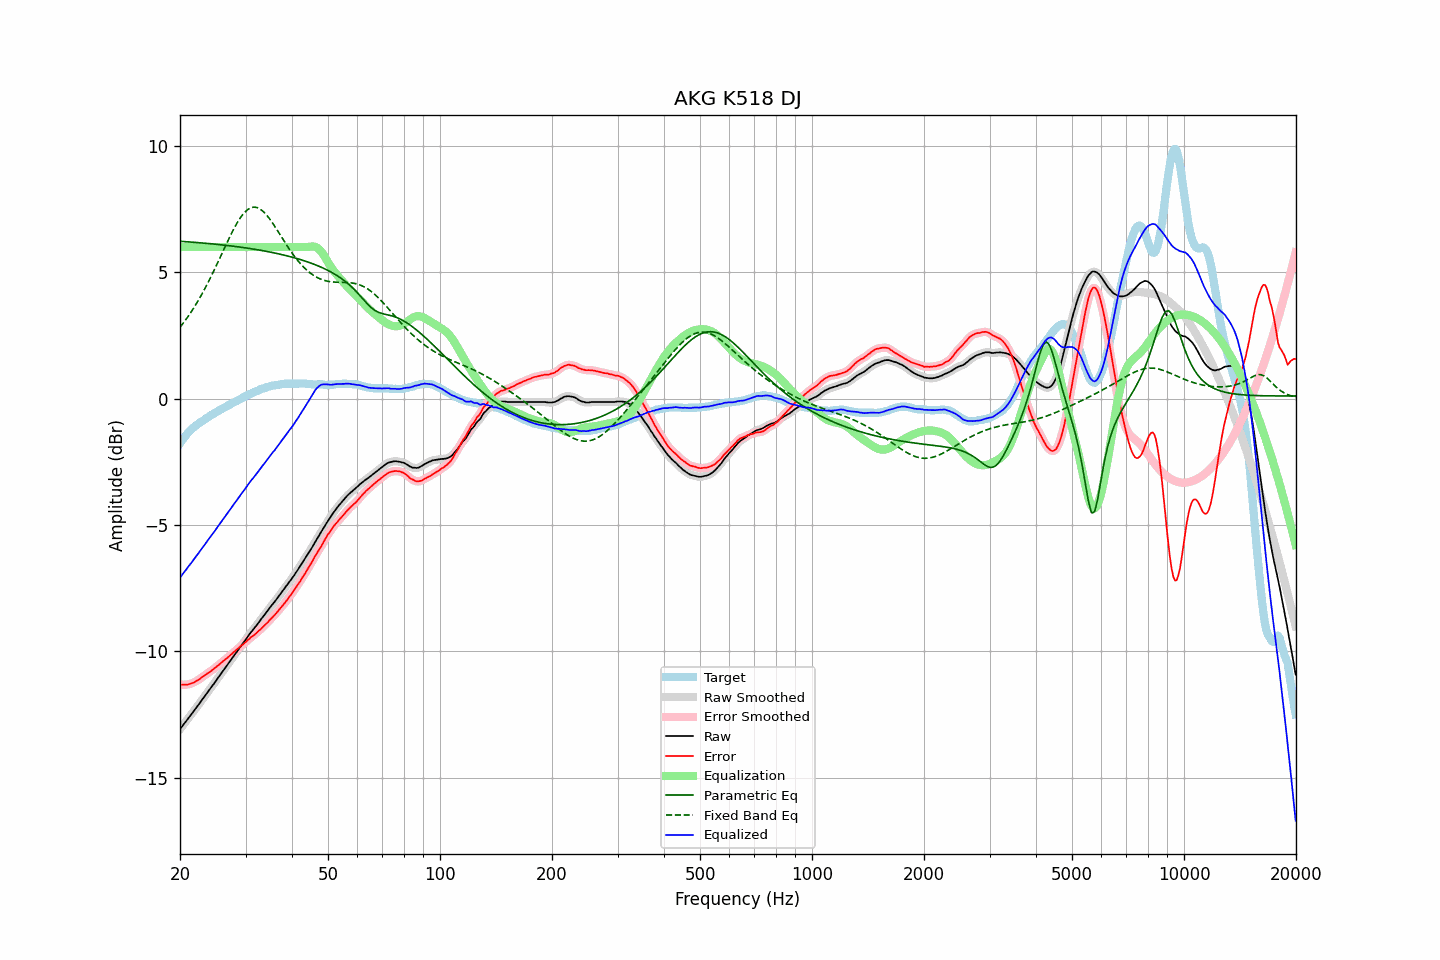 AKG K518 DJ
Amplitude (dBr)
10
5
0
−5
−10
−15
Target
Raw Smoothed
Error Smoothed
Raw
Error
Equalization
Parametric Eq
Fixed Band Eq
Equalized
20 50 100 200 500 1000 2000 5000 10000 20000
Frequency (Hz)